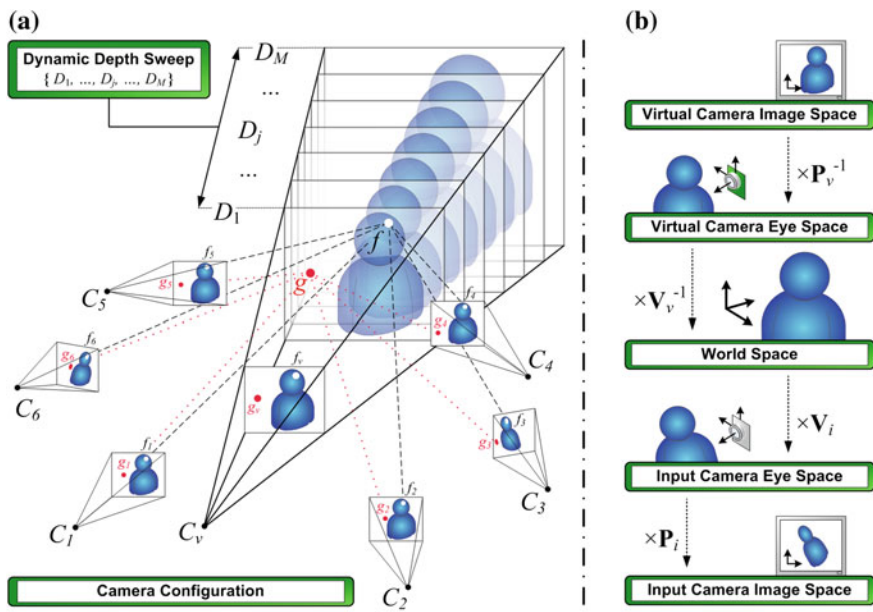 (a)
Dynamic Depth Sweep
{ D1, ..., Dj, ..., DM }
DM
...
Dj
...
D1
f
g
f5
g5
C5
f4
g4
C4
f6
g6
C6
fv
gv
Cv
f3
g3
C3
f1
g1
C1
f2
g2
C2
Camera Configuration
(b)
Virtual Camera Image Space
×Pv-1
Virtual Camera Eye Space
×Vv-1
World Space
×Vi
Input Camera Eye Space
×Pi
Input Camera Image Space